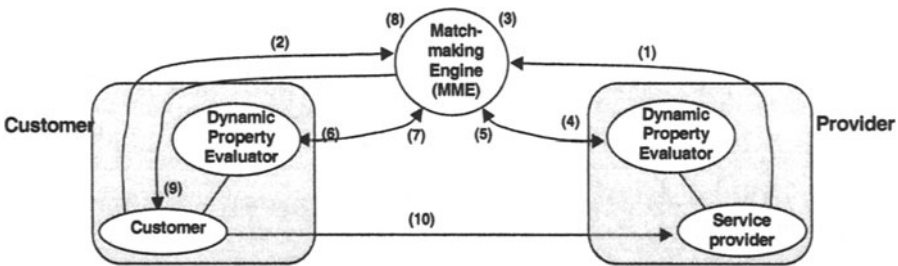 (8)
(3)
Match-
making
Engine
(MME)
(2)
(1)
Customer
Provider
Dynamic
Property
Evaluator
(6)
(7)
(5)
(4)
Dynamic
Property
Evaluator
(9)
Customer
(10)
Service
provider